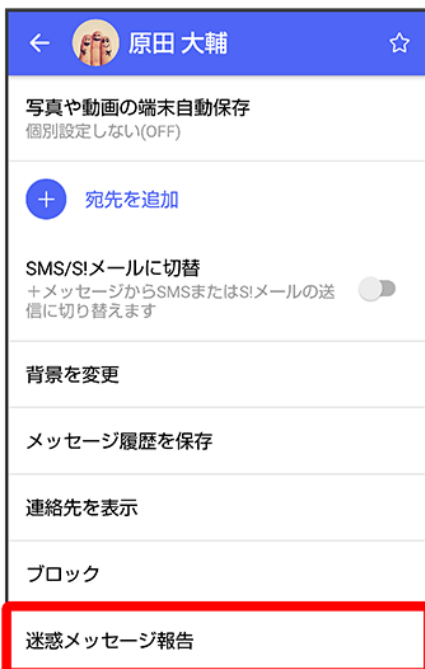 原田 大輔
写真や動画の端末自動保存
個別設定しない(OFF)
宛先を追加
SMS/S!メールに切替
＋メッセージからSMSまたはS!メールの送
信に切り替えます
背景を変更
メッセージ履歴を保存
連絡先を表示
ブロック
迷惑メッセージ報告